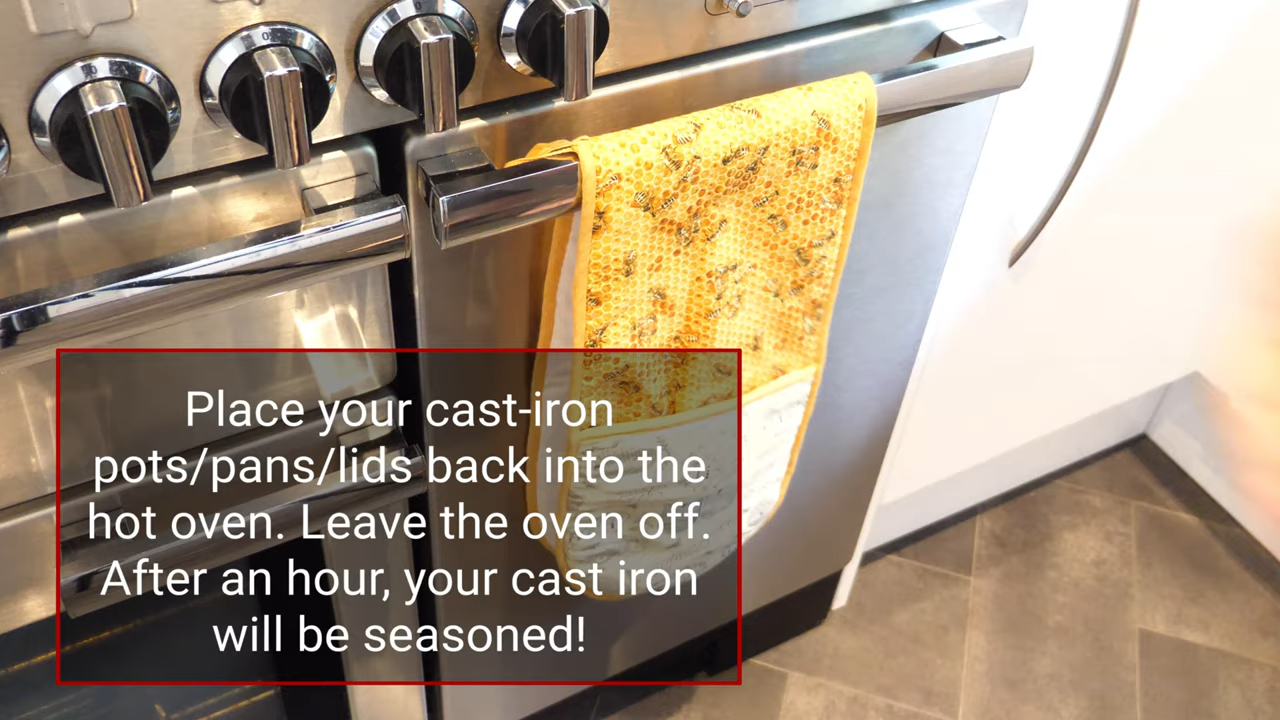 Place your cast-iron
pots/pans/lids back into the
hot oven. Leave the oven off.
After an hour, your cast iron
will be seasoned!